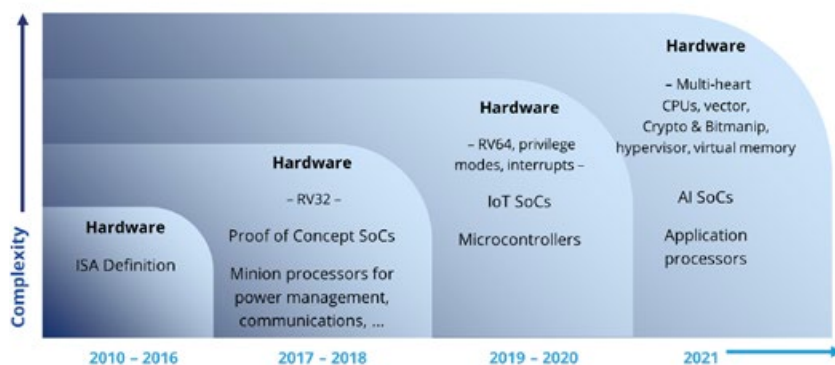 Complexity
Hardware
ISA Definition
2010 – 2016
Hardware
– RV32 –
Proof of Concept SoCs
Minion processors for
power management,
communications, ...
2017 – 2018
Hardware
– RV64, privilege
modes, interrupts –
IoT SoCs
Microcontrollers
2019 – 2020
Hardware
– Multi-heart
CPUs, vector,
Crypto & Bitmanip,
hypervisor, virtual memory
AI SoCs
Application
processors
2021